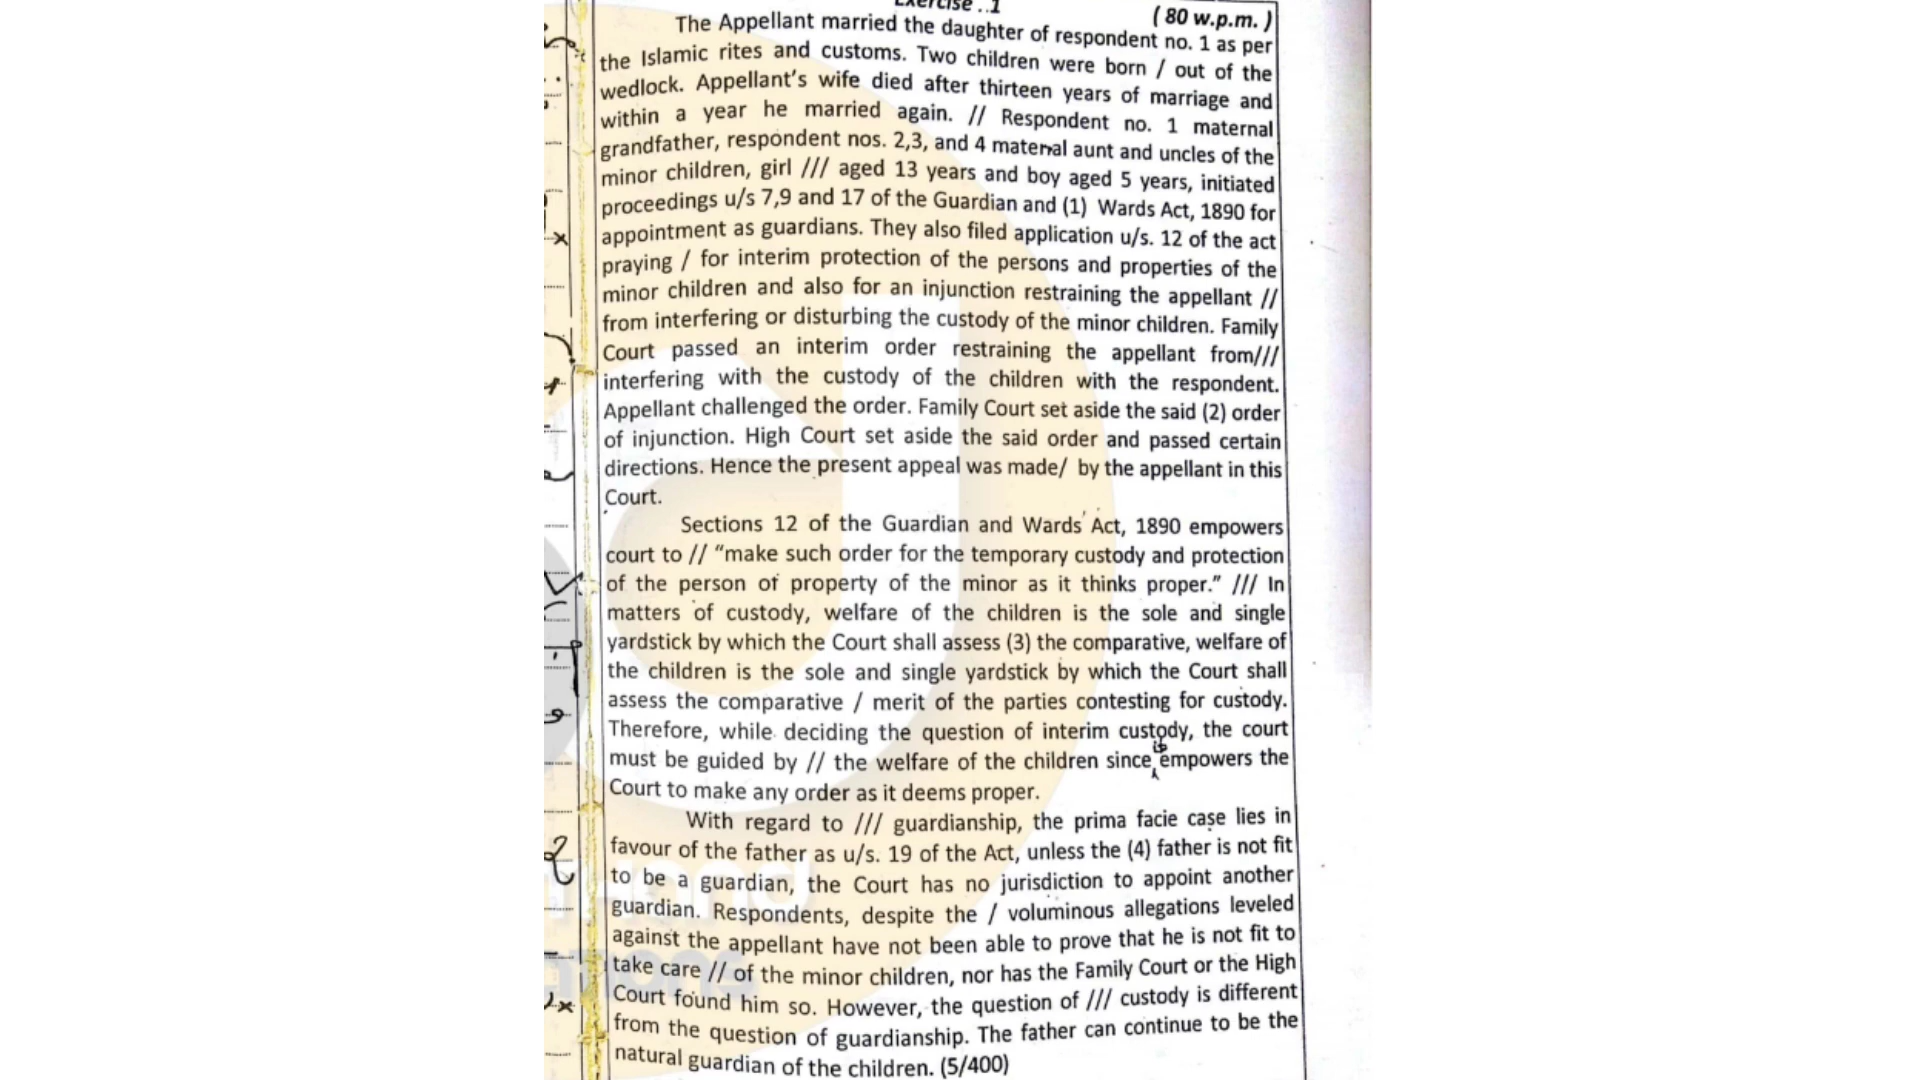 Exercise ..1
( 80 w.p.m. )
The Appellant married the daughter of respondent no. 1 as per
the Islamic rites and customs. Two children were born / out of the
wedlock. Appellant's wife died after thirteen years of marriage and
within a year he married again. // Respondent no. 1 maternal
grandfather, respondent nos. 2,3, and 4 maternal aunt and uncles of the
minor children, girl /// aged 13 years and boy aged 5 years, initiated
proceedings u/s 7,9 and 17 of the Guardian and (1) Wards Act, 1890 for
appointment as guardians. They also filed application u/s. 12 of the act
praying / for interim protection of the persons and properties of the
minor children and also for an injunction restraining the appellant //
from interfering or disturbing the custody of the minor children. Family
Court passed an interim order restraining the appellant from///
interfering with the custody of the children with the respondent.
Appellant challenged the order. Family Court set aside the said (2) order
of injunction. High Court set aside the said order and passed certain
directions. Hence the present appeal was made/ by the appellant in this
Court.
Sections 12 of the Guardian and Wards' Act, 1890 empowers
court to // “make such order for the temporary custody and protection
of the person of property of the minor as it thinks proper.” /// In
matters of custody, welfare of the children is the sole and single
yardstick by which the Court shall assess (3) the comparative, welfare of
the children is the sole and single yardstick by which the Court shall
assess the comparative / merit of the parties contesting for custody.
Therefore, while deciding the question of interim custody, the court
must be guided by // the welfare of the children since it empowers the
Court to make any order as it deems proper.
With regard to /// guardianship, the prima facie case lies in
favour of the father as u/s. 19 of the Act, unless the (4) father is not fit
to be a guardian, the Court has no jurisdiction to appoint another
guardian. Respondents, despite the / voluminous allegations leveled
against the appellant have not been able to prove that he is not fit to
take care // of the minor children, nor has the Family Court or the High
Court found him so. However, the question of /// custody is different
from the question of guardianship. The father can continue to be the
natural guardian of the children. (5/400)